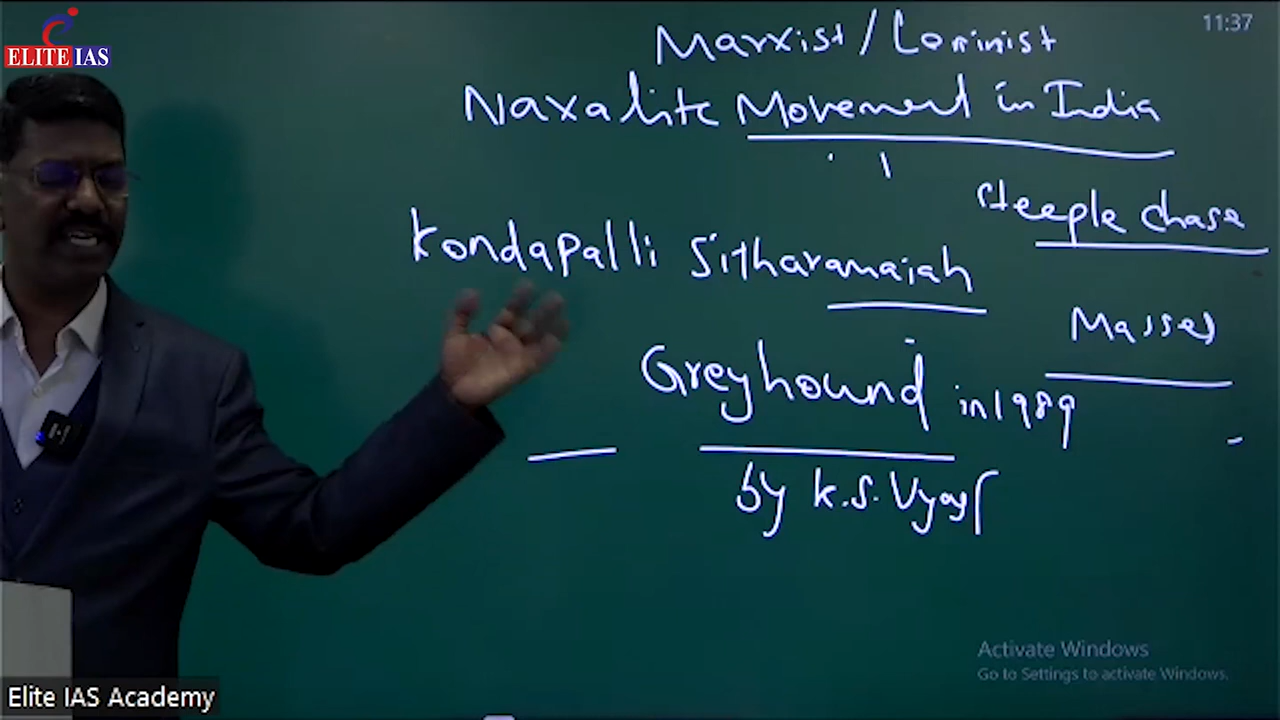 11:37
ELITE IAS
Marxist / Leninist
Naxalite Movement in India
Steeple chase
Kondapalli Sitharamaiah
Masses
Greyhound in 1989
by K.S. Vyas
Activate Windows
Go to Settings to activate Windows.
Elite IAS Academy